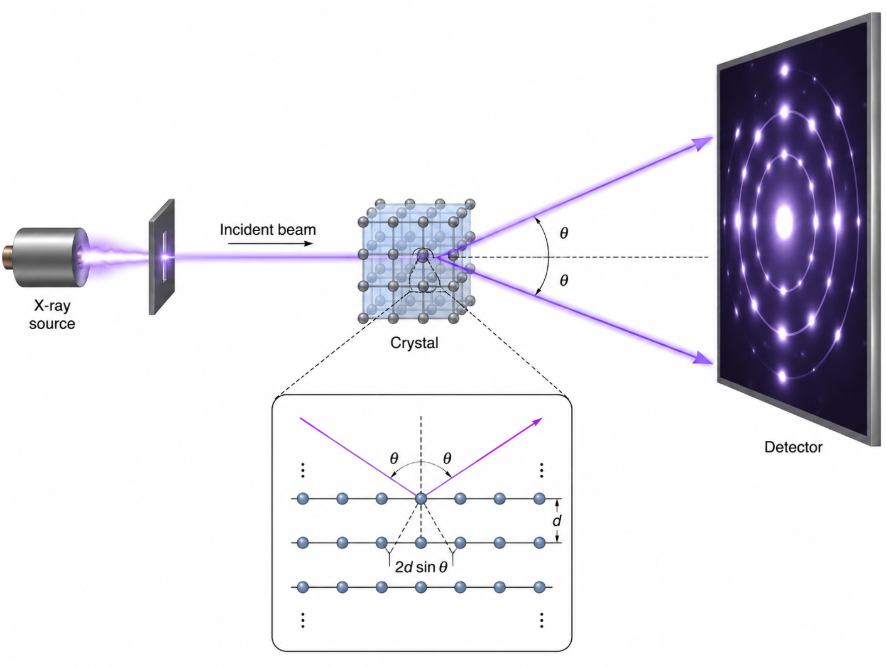 X-ray
source
Incident beam
Crystal
θ
θ
Detector
θ
θ
d
2d sin θ